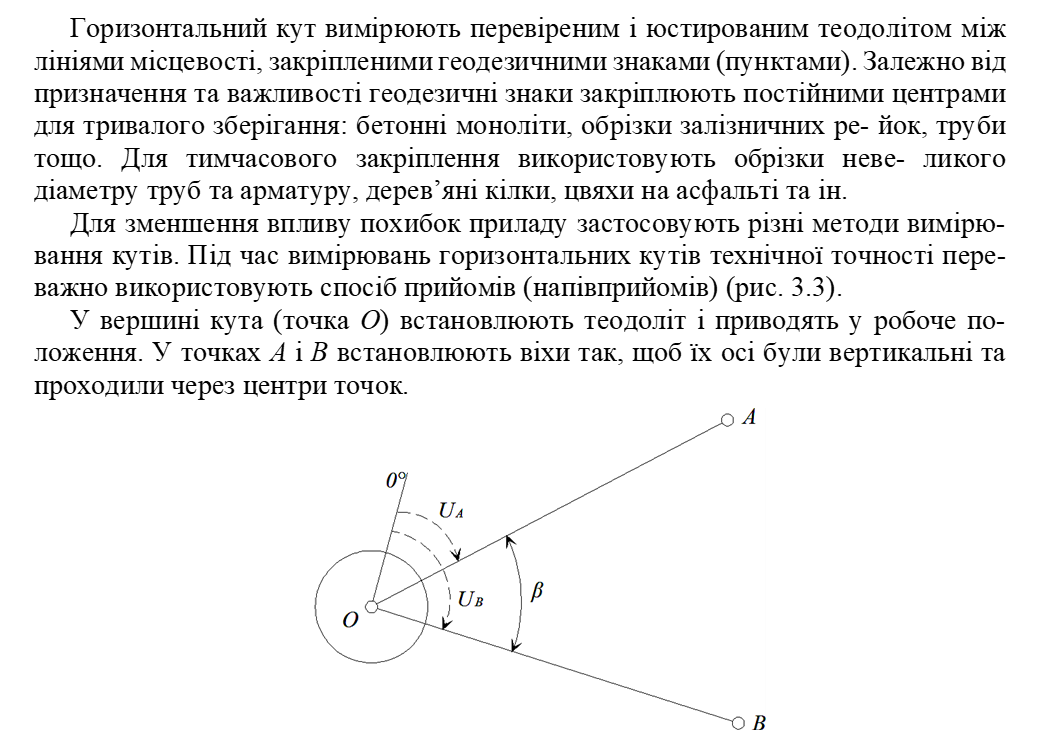 Горизонтальний кут вимірюють перевіреним і юстированим теодолітом між
лініями місцевості, закріпленими геодезичними знаками (пунктами). Залежно від
призначення та важливості геодезичні знаки закріплюють постійними центрами
для тривалого зберігання: бетонні моноліти, обрізки залізничних ре- йок, труби
тощо. Для тимчасового закріплення використовують обрізки неве- ликого
діаметру труб та арматуру, дерев’яні кілки, цвяхи на асфальті та ін.
Для зменшення впливу похибок приладу застосовують різні методи вимірю-
вання кутів. Під час вимірювань горизонтальних кутів технічної точності пере-
важно використовують спосіб прийомів (напівприйомів) (рис. 3.3).
У вершині кута (точка О) встановлюють теодоліт і приводять у робоче по-
ложення. У точках А і В встановлюють віхи так, щоб їх осі були вертикальні та
проходили через центри точок.
A
0°
UA
UB
β
O
B